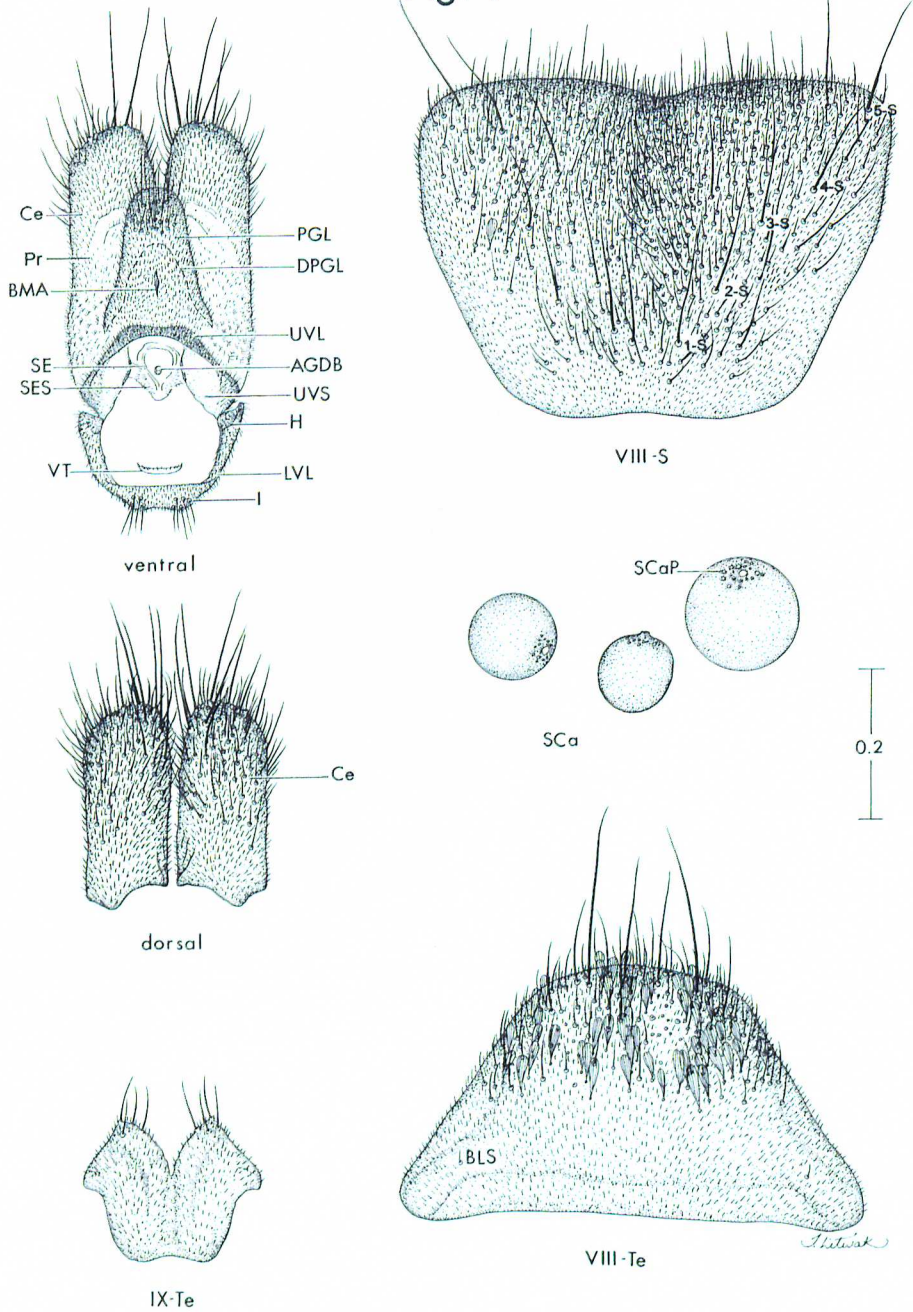 Ce
Pr
BMA
SE
SES
VT
PGL
DPGL
UVL
AGDB
UVS
H
LVL
I
ventral
5-S
4-S
3-S
2-S
1-S
VIII-S
SCaP
SCa
0.2
Ce
dorsal
BLS
VIII-Te
IX-Te